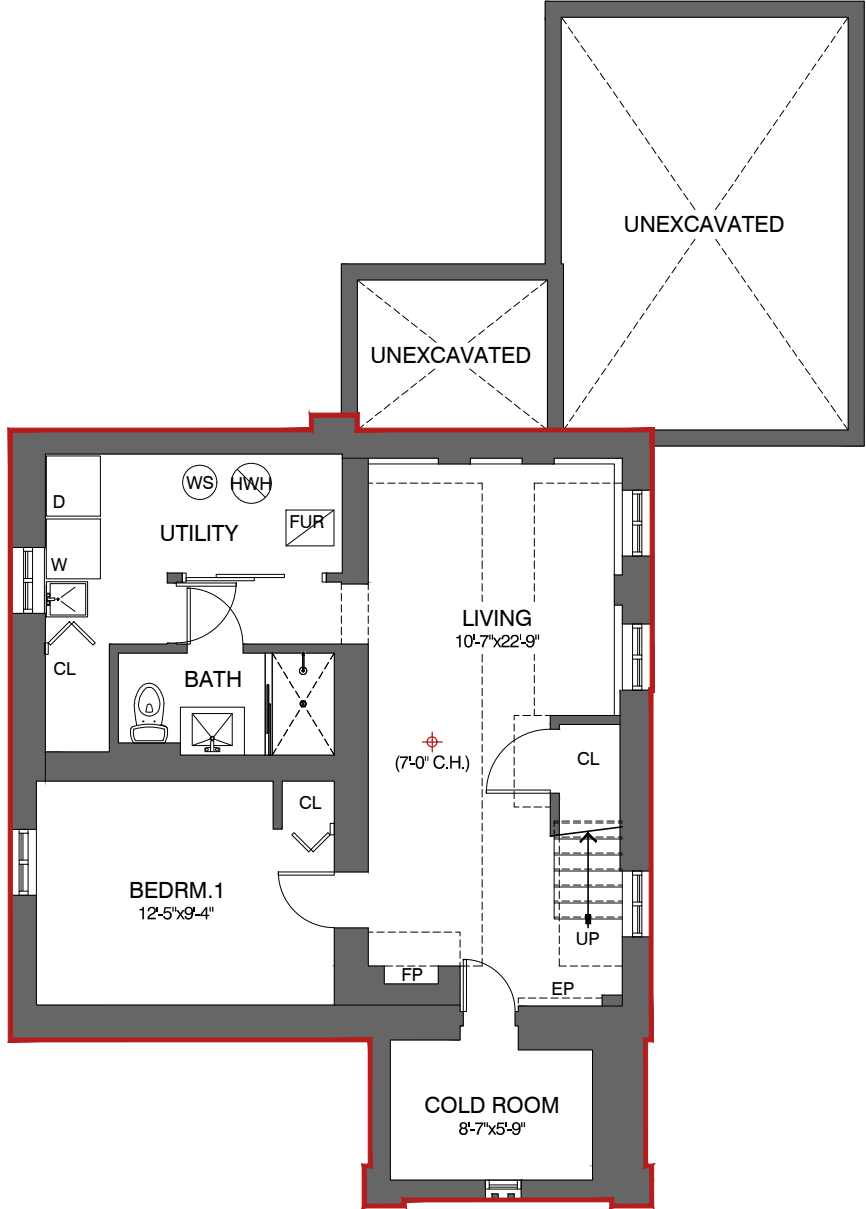 UNEXCAVATED
UNEXCAVATED
WS
HWH
D
FUR
UTILITY
W
LIVING
10'-7"x22'-9"
CL
BATH
(7'-0" C.H.)
CL
CL
BEDRM.1
12'-5"x9'-4"
UP
FP
EP
COLD ROOM
8'-7"x5'-9"